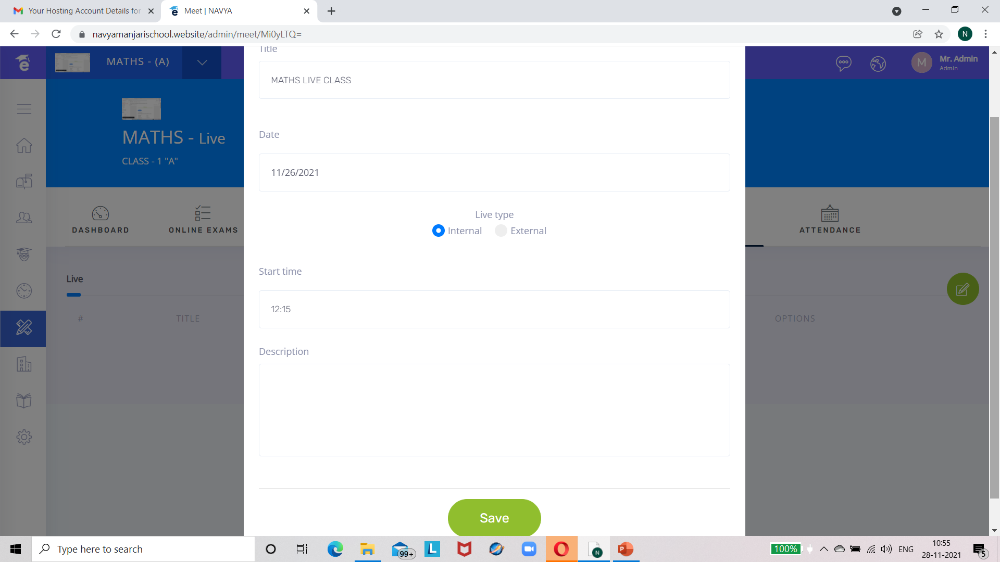 Your Hosting Account Details for
Meet | NAVYA
navyamanjarischool.website/admin/meet/Mi0yLTQ=
N
MATHS - (A)
Title
M
Mr. Admin
Admin
MATHS LIVE CLASS
MATHS - Live
CLASS - 1 "A"
Date
11/26/2021
Live type
Internal
External
DASHBOARD
ONLINE EXAMS
ATTENDANCE
Start time
Live
12:15
#
TITLE
OPTIONS
Description
Save
Type here to search
99+
L
N
P
100%
ENG
10:55
28-11-2021
5